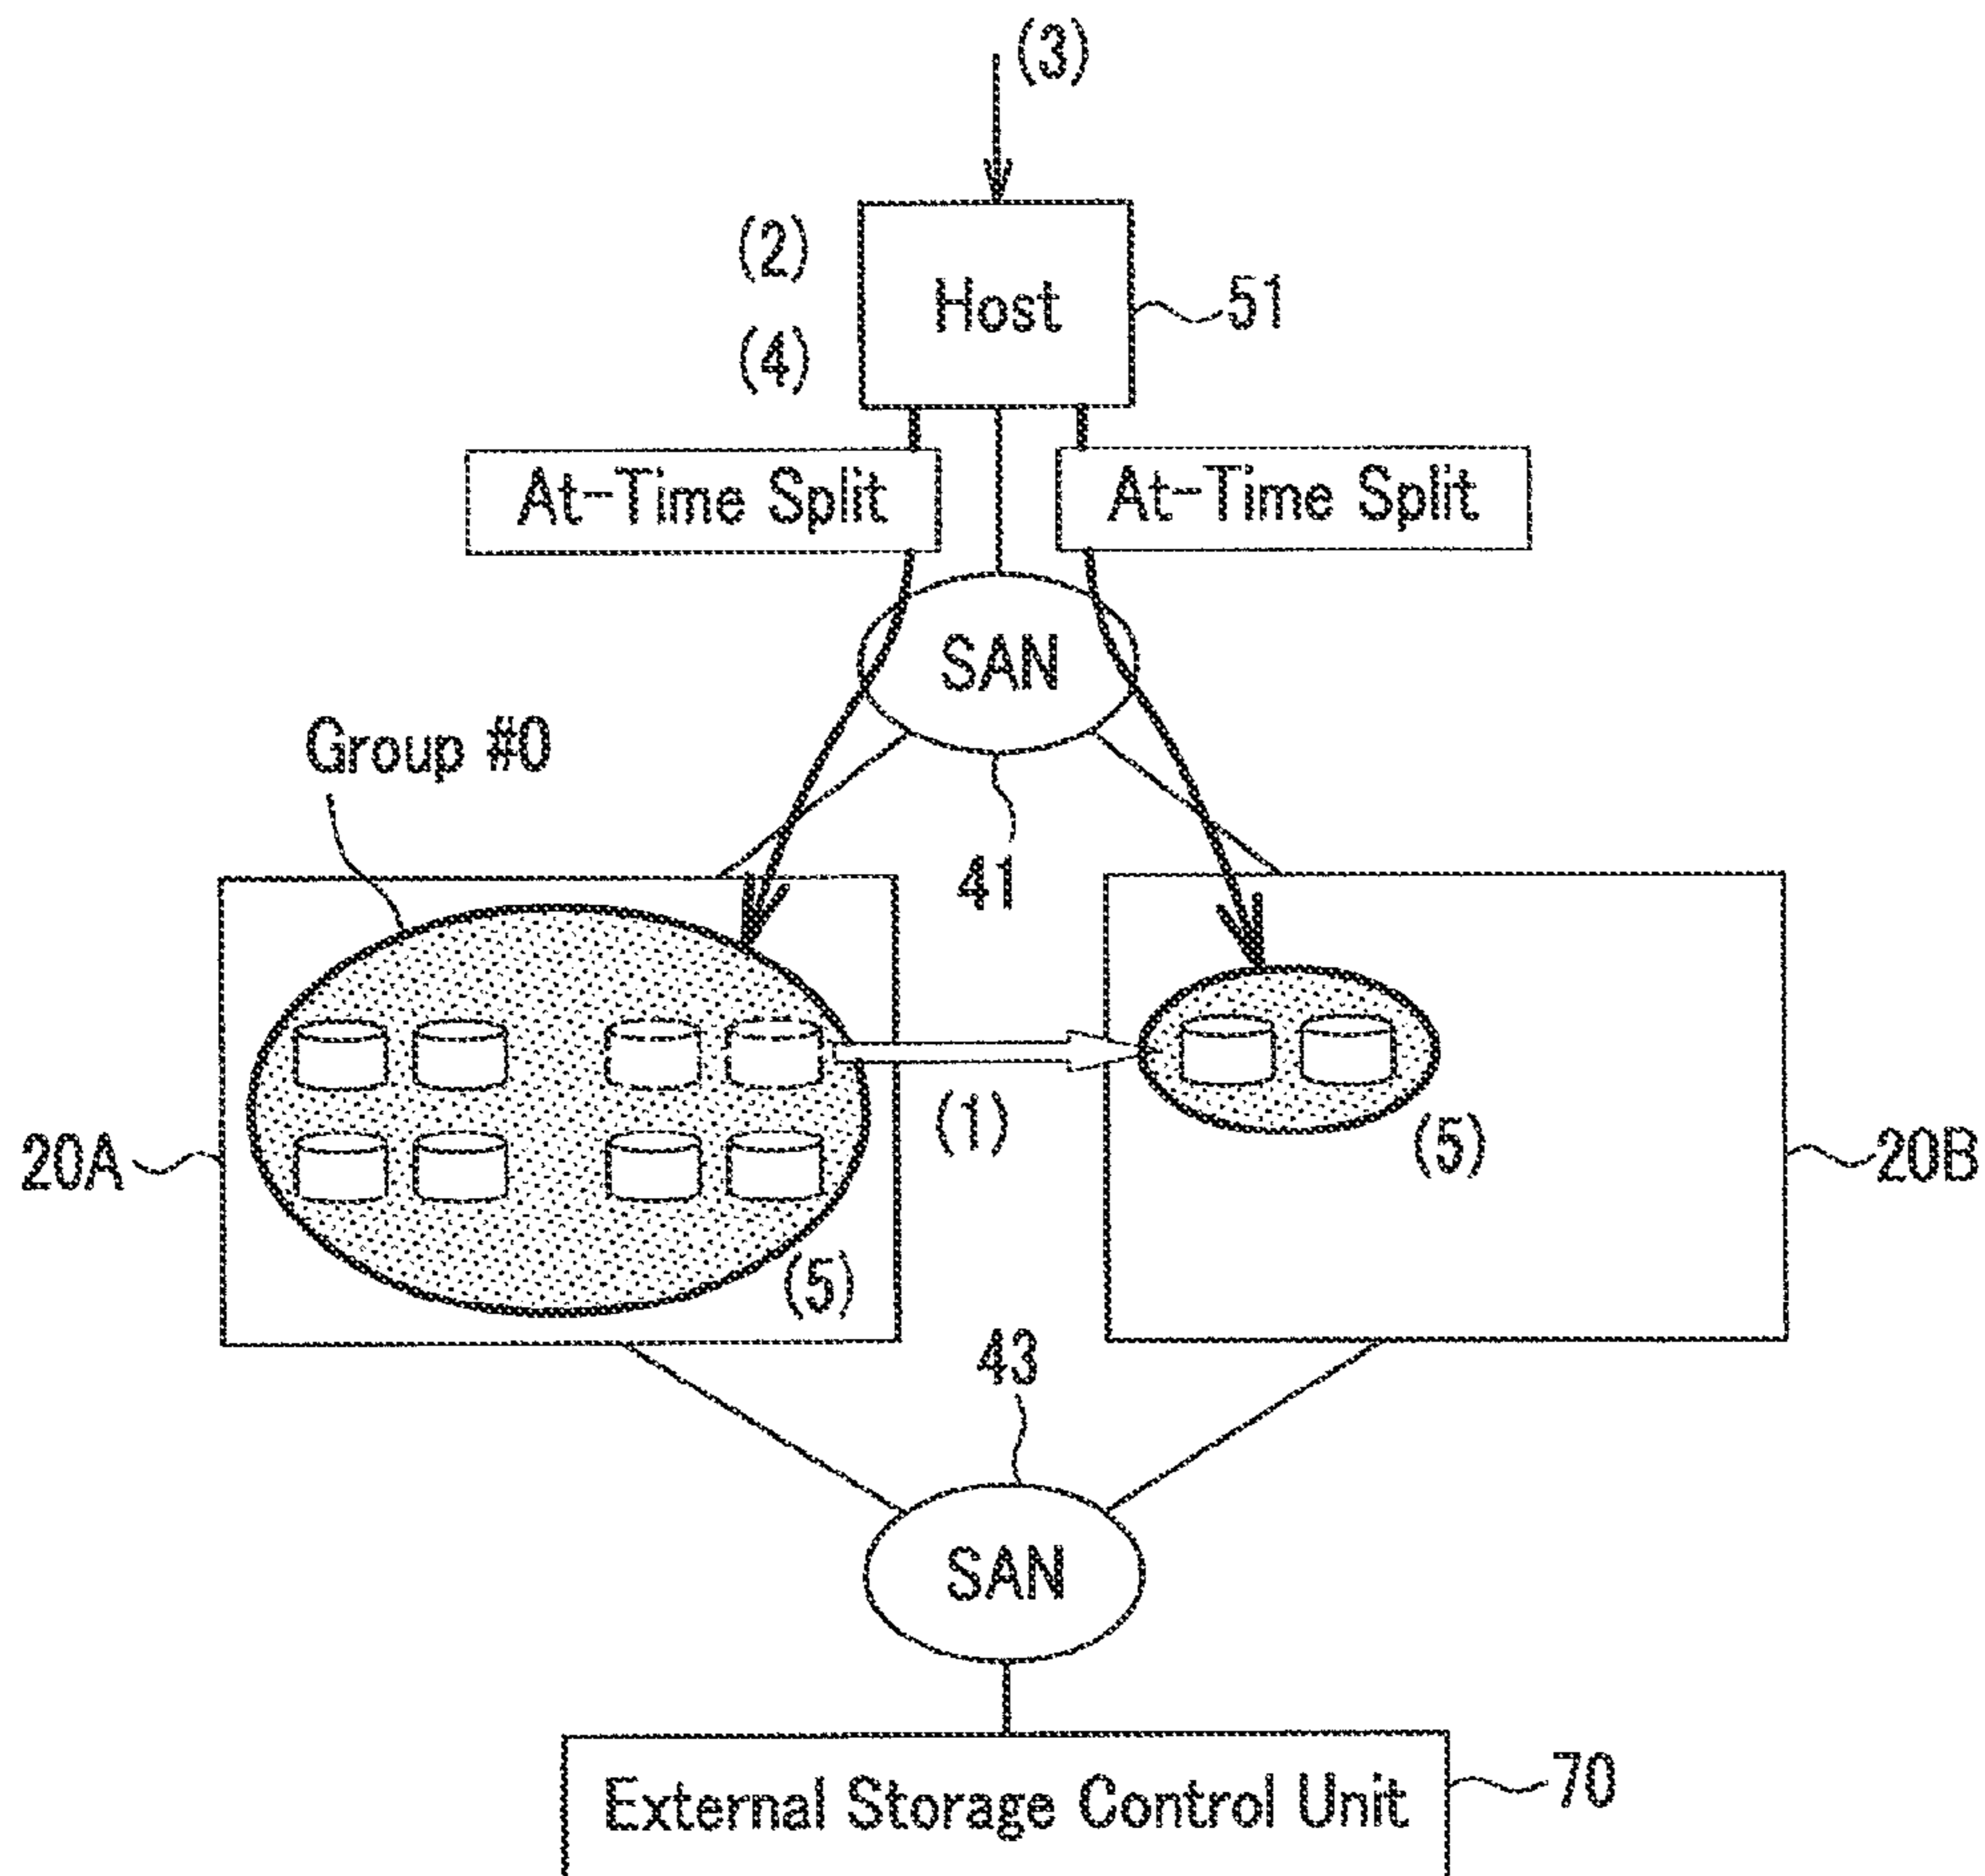 (3)
(2)
Host
51
(4)
At-Time Split
At-Time Split
SAN
Group #0
41
(1)
20A
(5)
20B
(5)
43
SAN
External Storage Control Unit
70